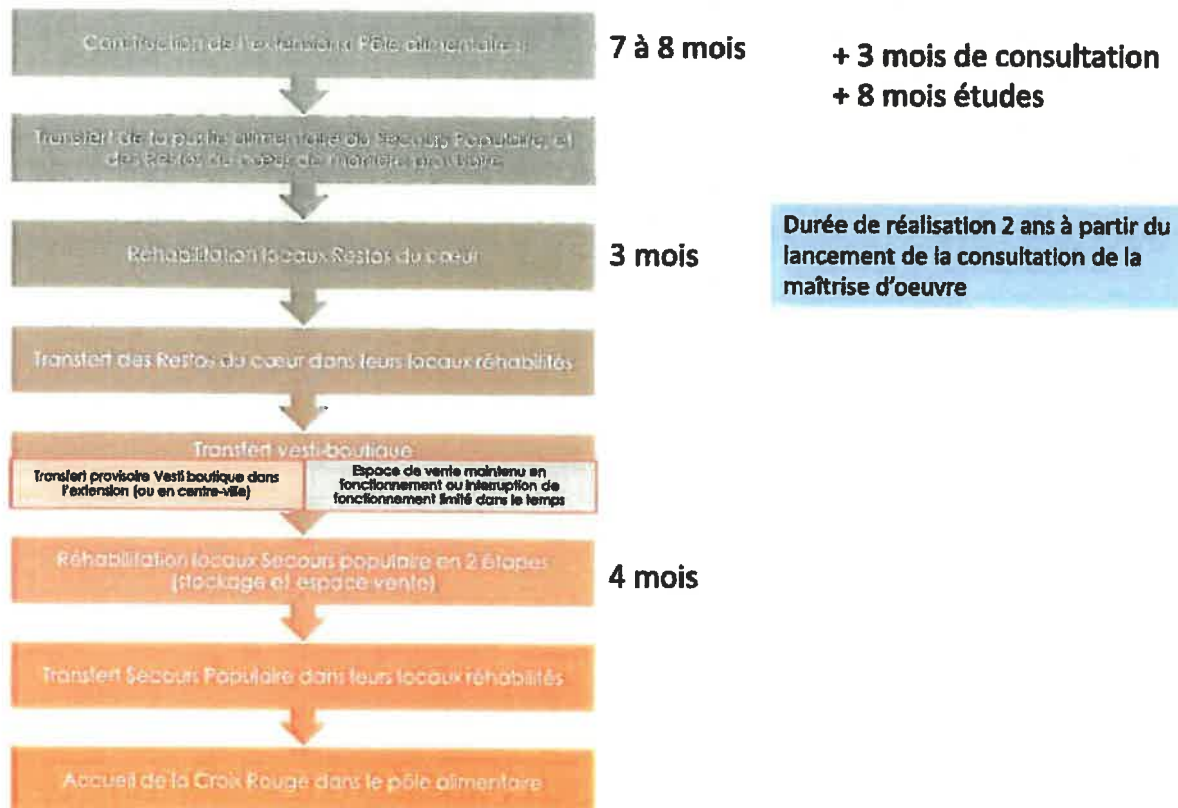 Construction de l'extension Pôle alimentaire
7 à 8 mois
+ 3 mois de consultation
+ 8 mois études
Transfert de la partie alimentaire du Secours Populaire et
des Restos du cœur de manière provisoire
Réhabilitation locaux Restos du cœur
3 mois
Durée de réalisation 2 ans à partir du
lancement de la consultation de la
maîtrise d'oeuvre
Transfert des Restos du cœur dans leurs locaux réhabilités
Transfert vesti-boutique
Transfert provisoire Vesti boutique dans
l'extension (ou en centre-ville)
Espace de vente maintenu en
fonctionnement ou interruption de
fonctionnement limité dans le temps
Réhabilitation locaux Secours populaire en 2 étapes
(stockage et espace vente)
4 mois
Transfert Secours Populaire dans leurs locaux réhabilités
Accueil de la Croix Rouge dans le pôle alimentaire